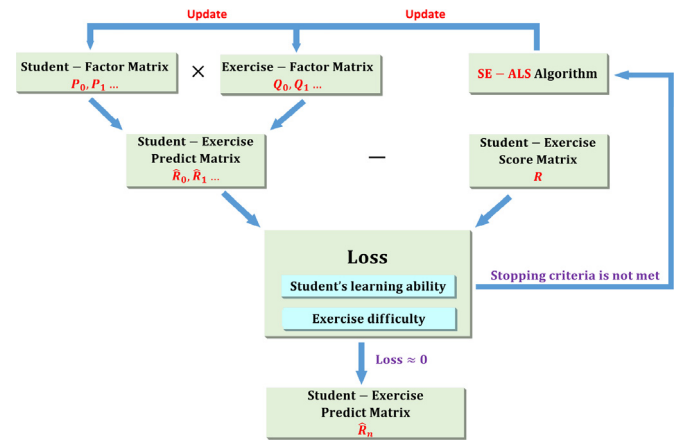 Update
Update
Student − Factor Matrix
P₀, P₁ …
×
Exercise − Factor Matrix
Q₀, Q₁ …
SE − ALS Algorithm
Student − Exercise
Predict Matrix
R̂₀, R̂₁ …
−
Student − Exercise
Score Matrix
R
Loss
Student's learning ability
Exercise difficulty
Stopping criteria is not met
Loss ≈ 0
Student − Exercise
Predict Matrix
R̂ₙ